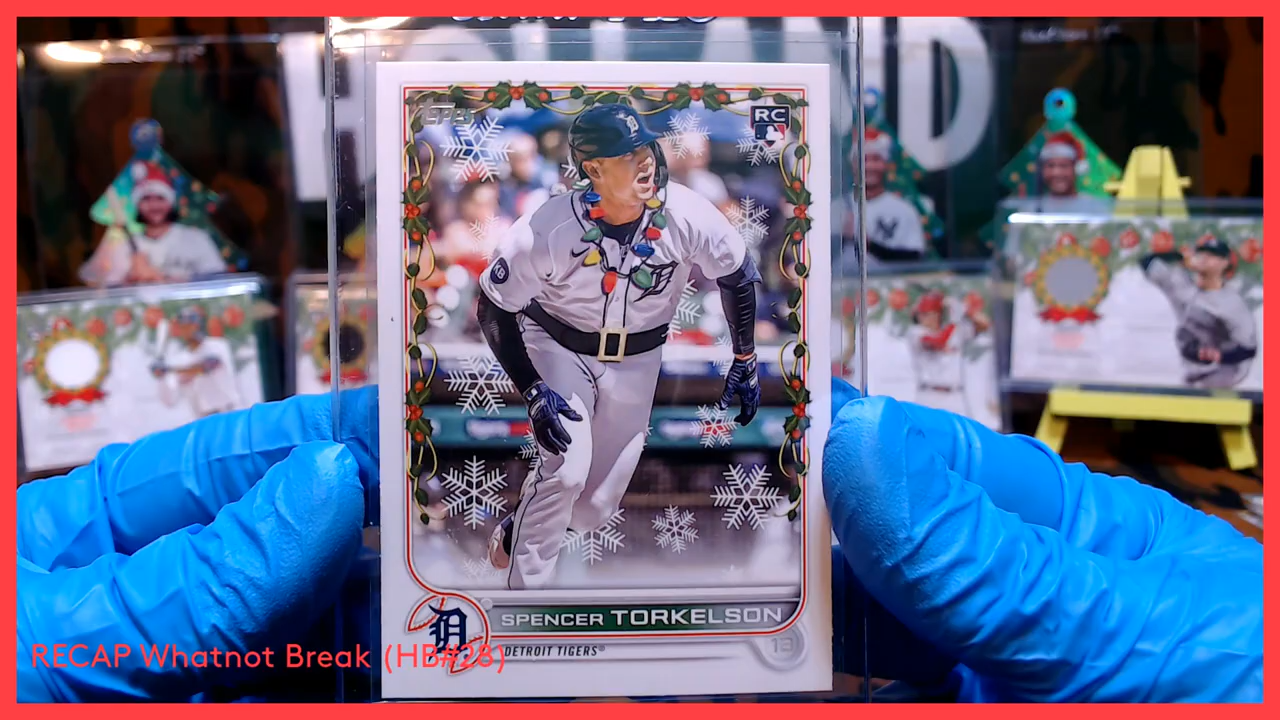 TOPPS
RC
SPENCER TORKELSON
DETROIT TIGERS®
13
RECAP Whatnot Break (HB#28)